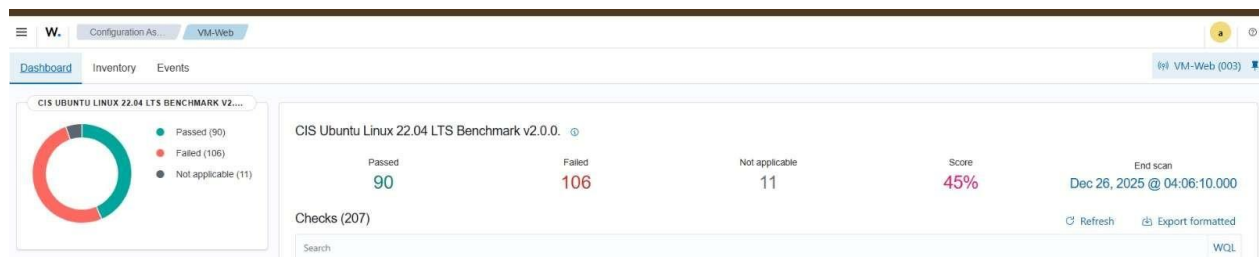 W. Configuration As... VM-Web a
Dashboard Inventory Events VM-Web (003)
CIS UBUNTU LINUX 22.04 LTS BENCHMARK V2....
Passed (90)
Failed (106)
Not applicable (11)
CIS Ubuntu Linux 22.04 LTS Benchmark v2.0.0.
Passed Failed Not applicable Score End scan
90 106 11 45% Dec 26, 2025 @ 04:06:10.000
Checks (207) Refresh Export formatted
Search WQL